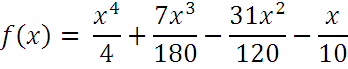 f(x) = x^4/4 + 7x^3/180 - 31x^2/120 - x/10